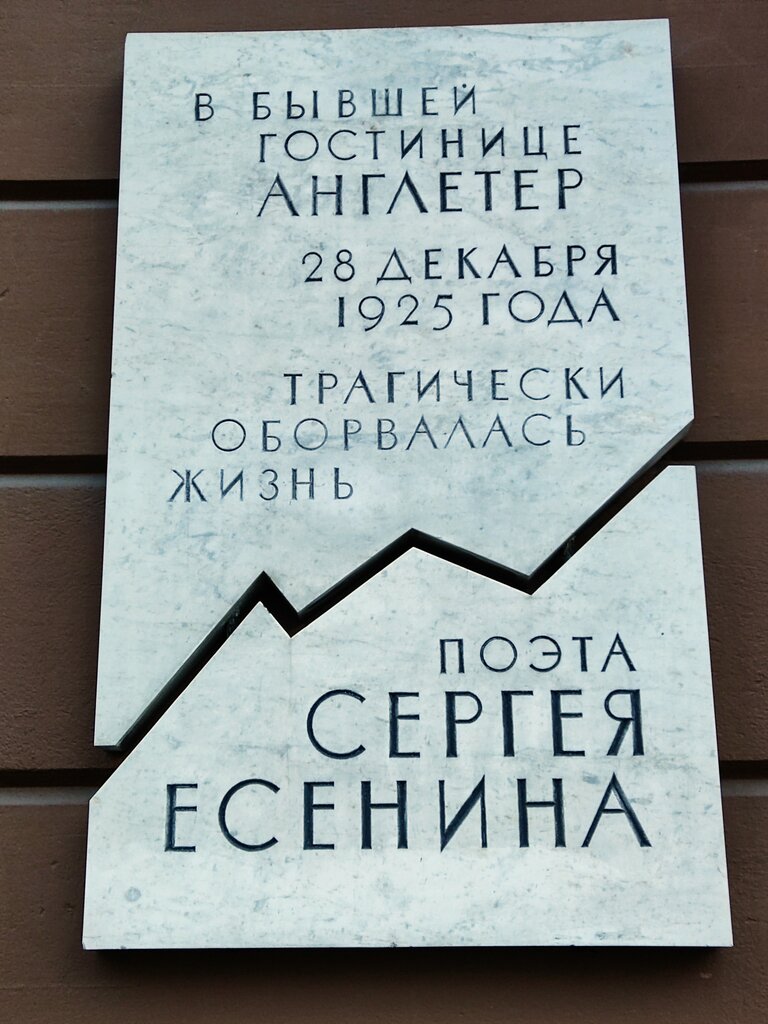 В БЫВШЕЙ
ГОСТИНИЦЕ
АНГЛЕТЕР
28 ДЕКАБРЯ
1925 ГОДА
ТРАГИЧЕСКИ
ОБОРВАЛАСЬ
ЖИЗНЬ
ПОЭТА
СЕРГЕЯ
ЕСЕНИНА